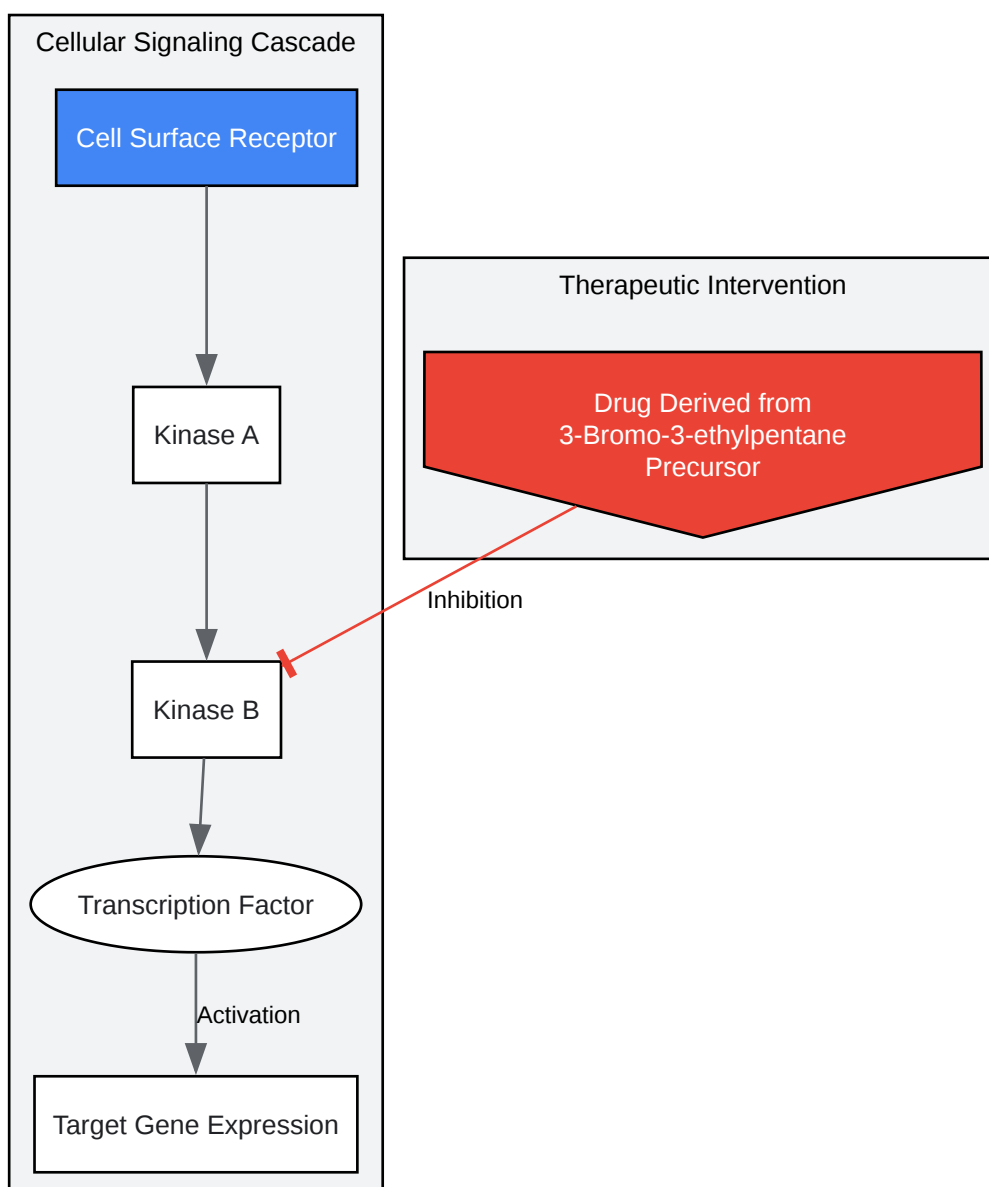 Cellular Signaling Cascade
Cell Surface Receptor
Therapeutic Intervention
Drug Derived from
3-Bromo-3-ethylpentane
Precursor
Kinase A
Inhibition
Kinase B
Transcription Factor
Activation
Target Gene Expression